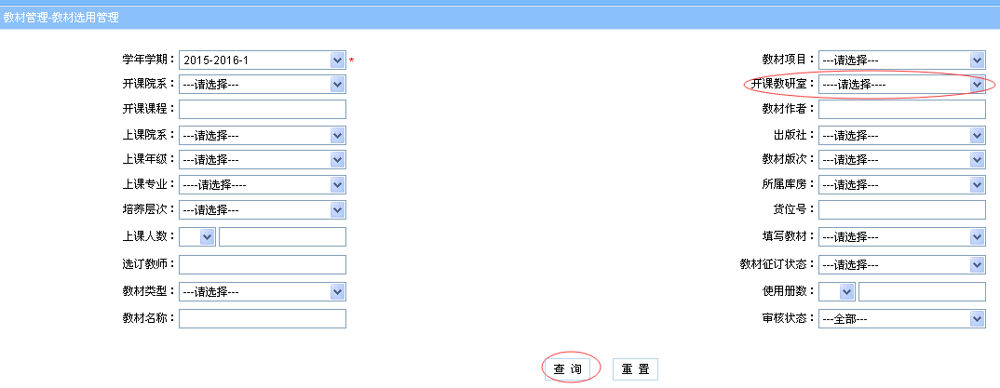 教材管理-教材选用管理
学年学期： 2015-2016-1 * 教材项目： ---请选择---
开课院系： ---请选择--- 开课教研室： ----请选择----
开课课程： 教材作者：
上课院系： ---请选择--- 出版社： ---请选择---
上课年级： ---请选择--- 教材版次： ---请选择---
上课专业： ----请选择---- 所属库房： ---请选择---
培养层次： ---请选择--- 货位号：
上课人数： 填写教材： ---请选择---
选订教师： 教材征订状态： ---请选择---
教材类型： ---请选择--- 使用册数：
教材名称： 审核状态： ---全部---
查 询 重 置